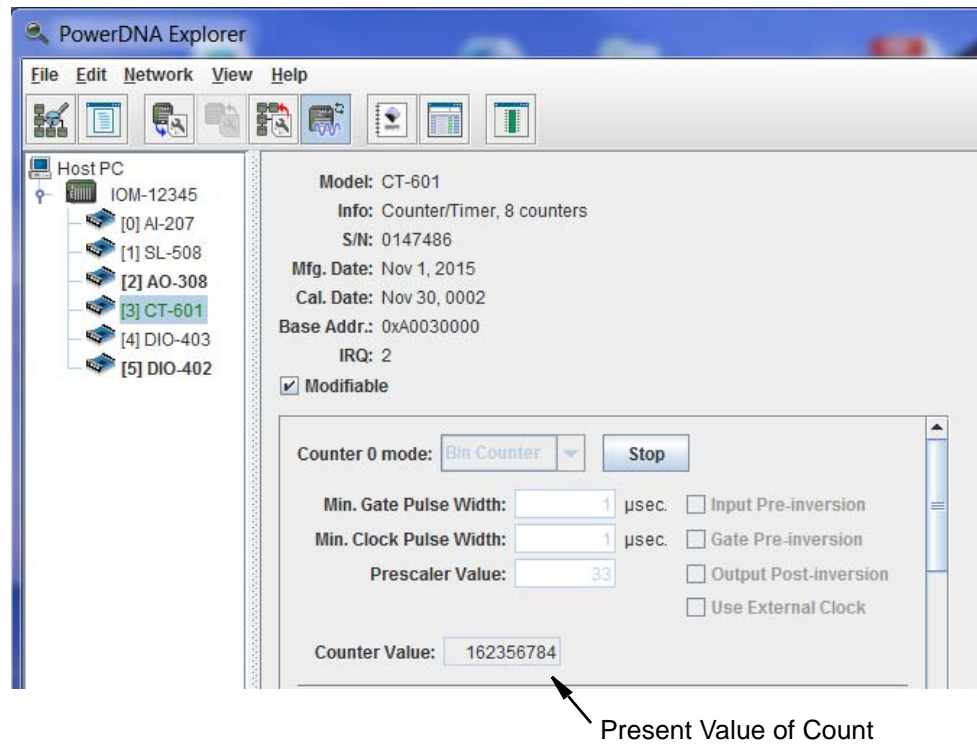 PowerDNA Explorer
File Edit Network View Help
Host PC
IOM-12345
[0] AI-207
[1] SL-508
[2] AO-308
[3] CT-601
[4] DIO-403
[5] DIO-402
Model: CT-601
Info: Counter/Timer, 8 counters
S/N: 0147486
Mfg. Date: Nov 1, 2015
Cal. Date: Nov 30, 0002
Base Addr.: 0xA0030000
IRQ: 2
Modifiable
Counter 0 mode: Bin Counter Stop
Min. Gate Pulse Width: 1 µsec. Input Pre-inversion
Min. Clock Pulse Width: 1 µsec. Gate Pre-inversion
Prescaler Value: 33 Output Post-inversion
Use External Clock
Counter Value: 162356784
Present Value of Count